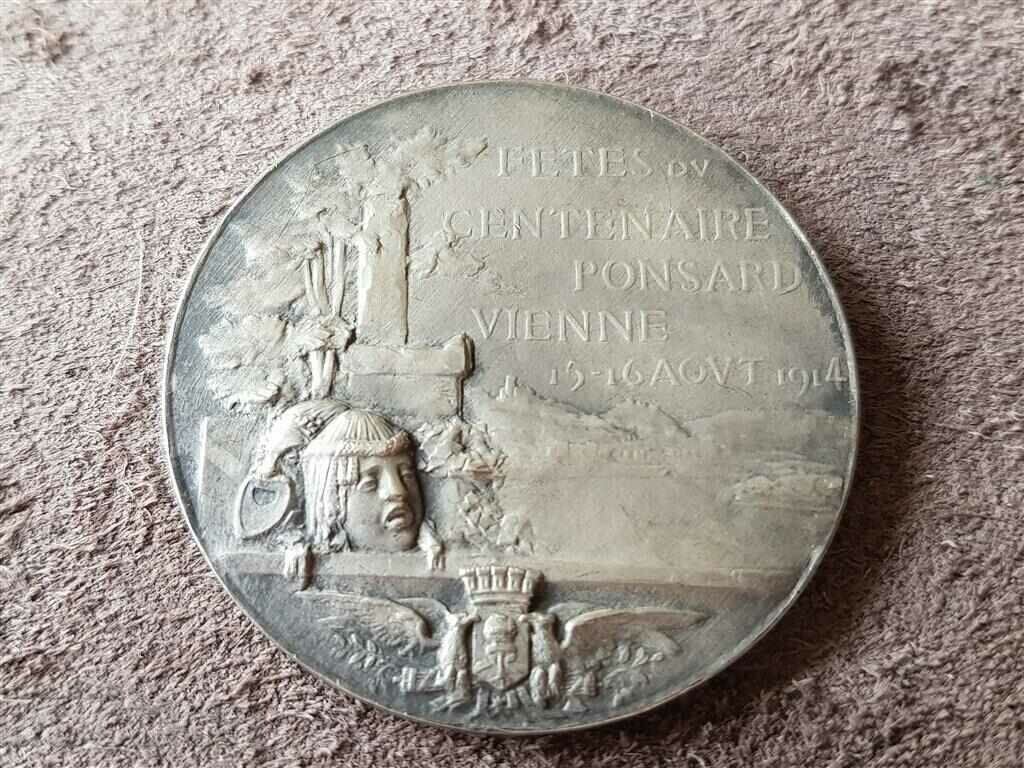 FETES DV
CENTENAIRE
PONSARD
VIENNE
15-16 AOVT 1914